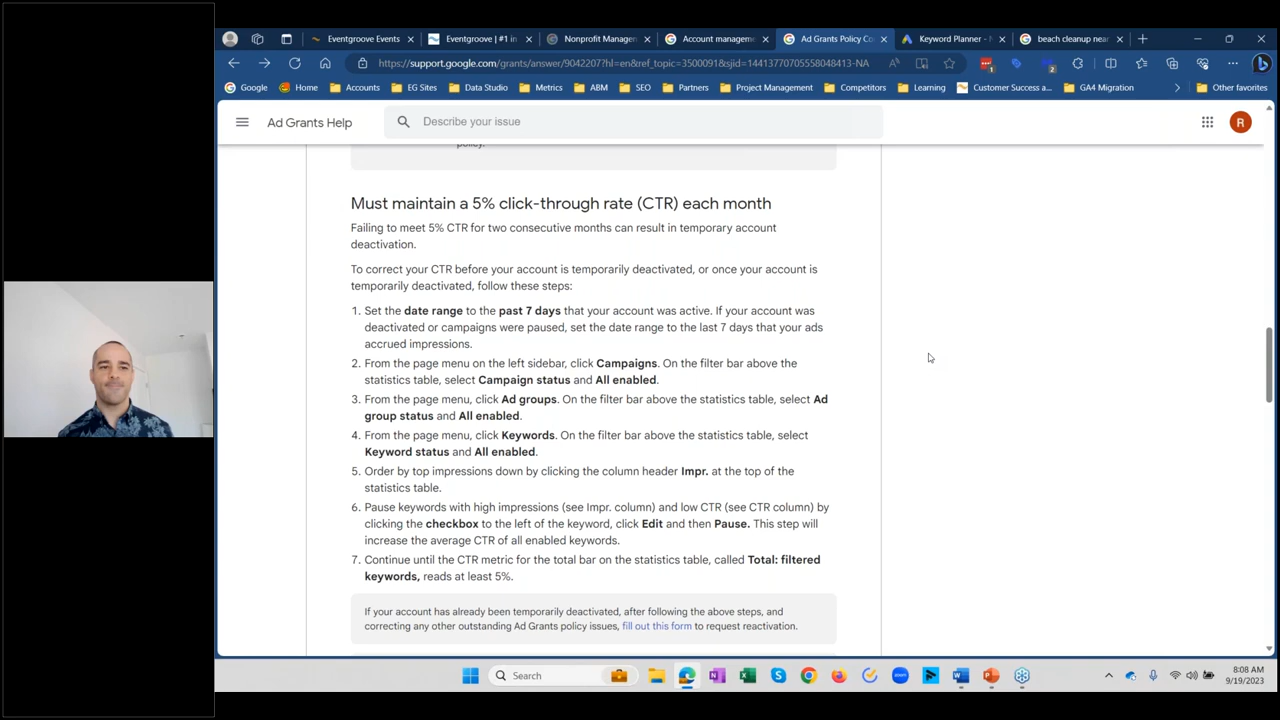 Eventgroove Events
Eventgroove | #1 in
Nonprofit Manage
Account managem
Ad Grants Policy Co
Keyword Planner - N
beach cleanup near
https://support.google.com/grants/answer/9042207?hl=en&ref_topic=3500091&sjid=14413770705558048413-NA
Google
Home
Accounts
EG Sites
Data Studio
Metrics
ABM
SEO
Partners
Project Management
Competitors
Learning
Customer Success a...
GA4 Migration
Other favorites
Ad Grants Help
Describe your issue
R
policy.
Must maintain a 5% click-through rate (CTR) each month
Failing to meet 5% CTR for two consecutive months can result in temporary account
deactivation.
To correct your CTR before your account is temporarily deactivated, or once your account is
temporarily deactivated, follow these steps:
1. Set the date range to the past 7 days that your account was active. If your account was
deactivated or campaigns were paused, set the date range to the last 7 days that your ads
accrued impressions.
2. From the page menu on the left sidebar, click Campaigns. On the filter bar above the
statistics table, select Campaign status and All enabled.
3. From the page menu, click Ad groups. On the filter bar above the statistics table, select Ad
group status and All enabled.
4. From the page menu, click Keywords. On the filter bar above the statistics table, select
Keyword status and All enabled.
5. Order by top impressions down by clicking the column header Impr. at the top of the
statistics table.
6. Pause keywords with high impressions (see Impr. column) and low CTR (see CTR column) by
clicking the checkbox to the left of the keyword, click Edit and then Pause. This step will
increase the average CTR of all enabled keywords.
7. Continue until the CTR metric for the total bar on the statistics table, called Total: filtered
keywords, reads at least 5%.
If your account has already been temporarily deactivated, after following the above steps, and
correcting any other outstanding Ad Grants policy issues, fill out this form to request reactivation.
Search
8:08 AM
9/19/2023